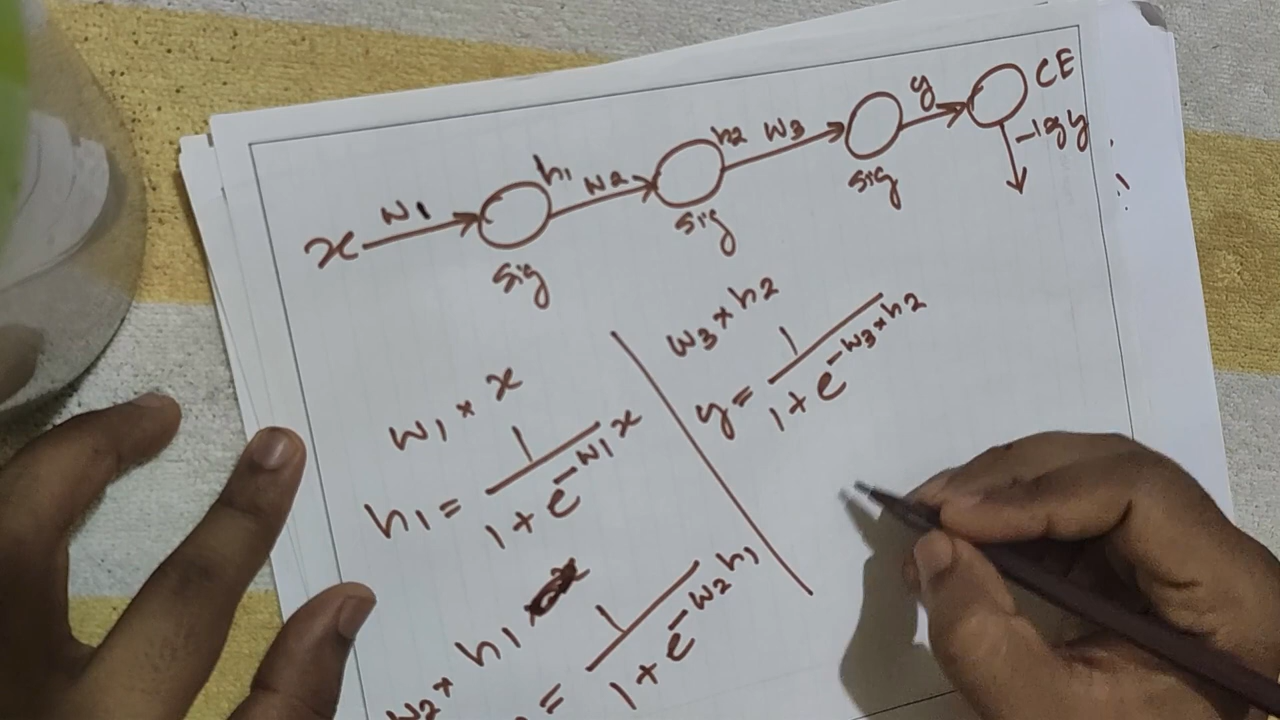 x w1 h1 w2 h2 w3 y CE
sig sig sig -lgy
w1 × x
h1 = 1 / 1 + e^-w1x
w2 × h1
= 1 / 1 + e^-w2h1
w3 × h2
y = 1 / 1 + e^-w3×h2